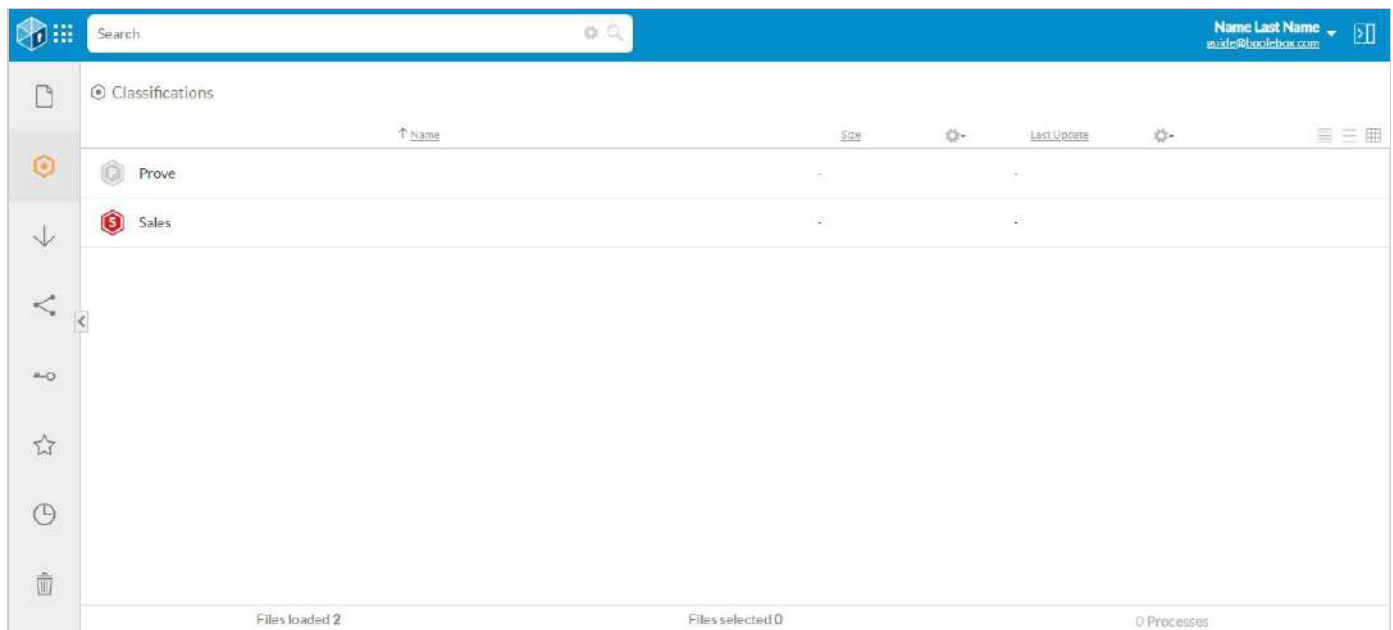 Search
Name Last Name
guide@boolebox.com
Classifications
↑ Name Size Last Update
Prove - -
S Sales - -
Files loaded 2 Files selected 0 0 Processes